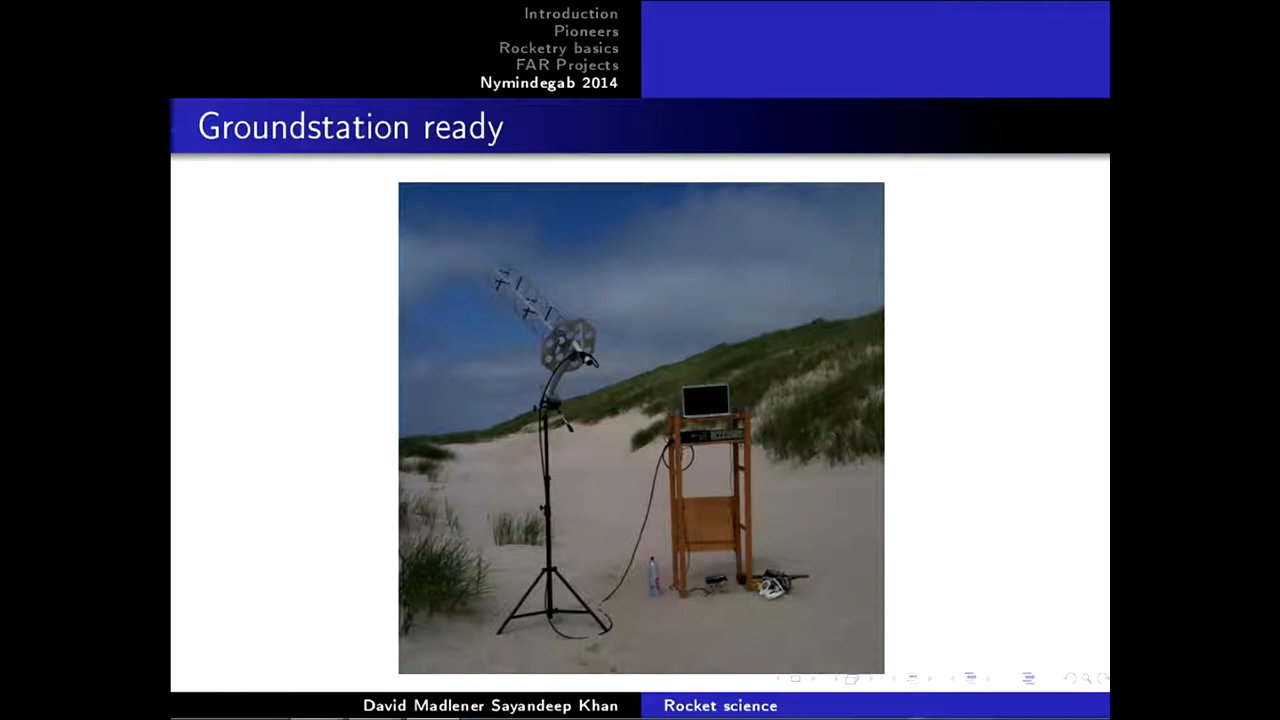 Introduction
Pioneers
Rocketry basics
FAR Projects
Nymindegab 2014
Groundstation ready
David Madlener Sayandeep Khan
Rocket science